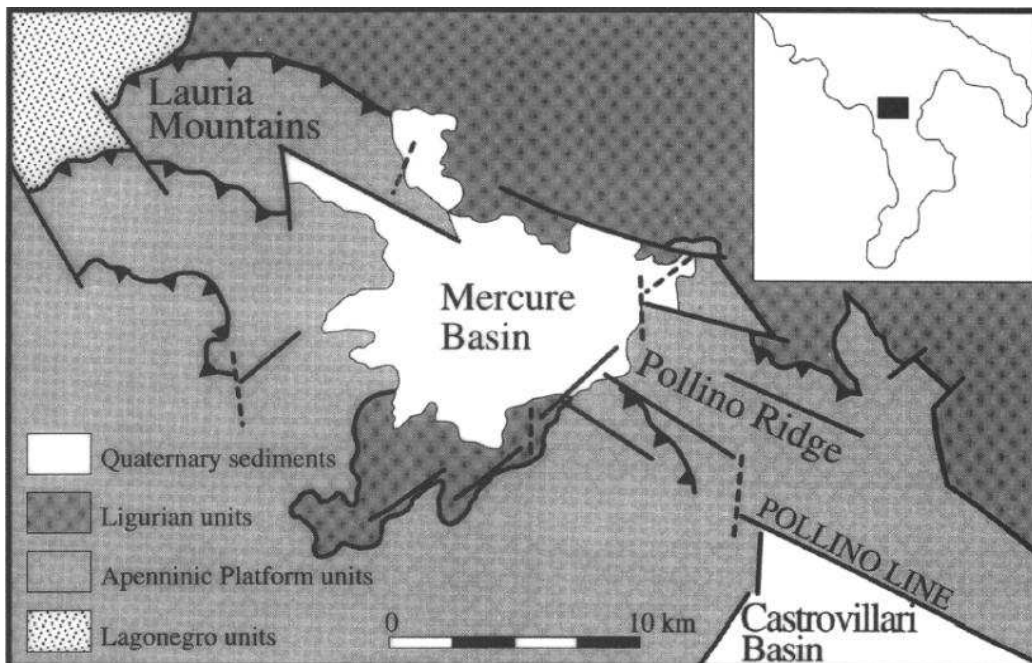 Lauria
Mountains
Mercure
Basin
Pollino Ridge
POLLINO LINE
Castrovillari
Basin
Quaternary sediments
Ligurian units
Apenninic Platform units
Lagonegro units
0 10 km